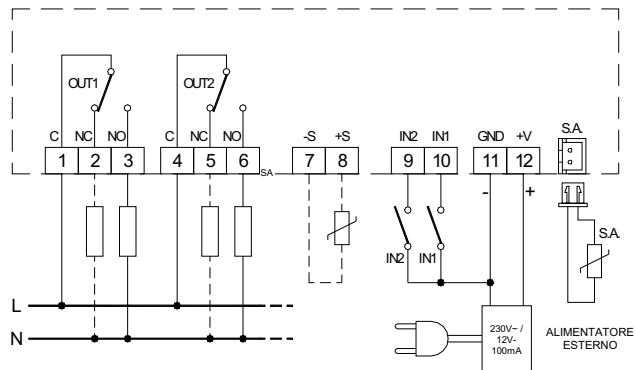 OUT1 OUT2
C NC NO C NC NO -S +S IN2 IN1 GND +V S.A.
1 2 3 4 5 6 SA 7 8 9 10 11 12
- +
IN2 IN1 S.A.
L
N
230V~ /
12V-
100mA
ALIMENTATORE
ESTERNO